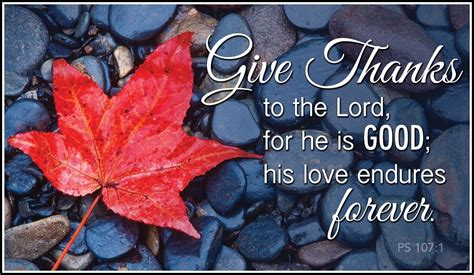 Give Thanks
to the Lord,
for he is GOOD;
his love endures
forever.
PS 107:1